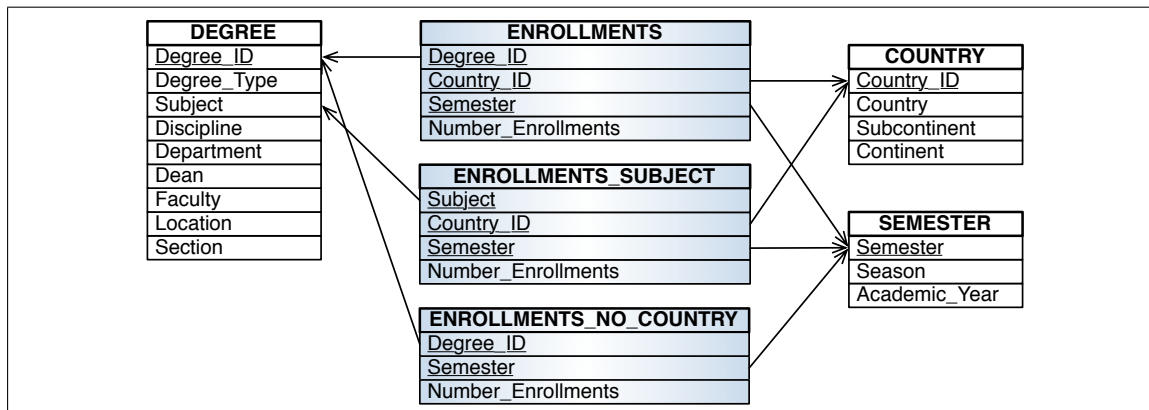 DEGREE
Degree_ID
Degree_Type
Subject
Discipline
Department
Dean
Faculty
Location
Section
ENROLLMENTS
Degree_ID
Country_ID
Semester
Number_Enrollments
ENROLLMENTS_SUBJECT
Subject
Country_ID
Semester
Number_Enrollments
ENROLLMENTS_NO_COUNTRY
Degree_ID
Semester
Number_Enrollments
COUNTRY
Country_ID
Country
Subcontinent
Continent
SEMESTER
Semester
Season
Academic_Year